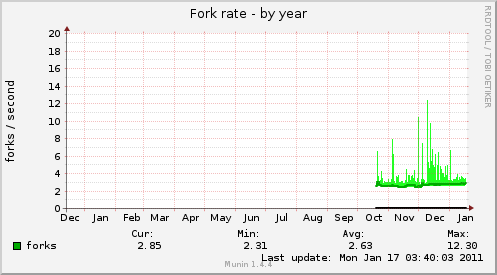 Fork rate - by year
RRDTOOL / TOBI OETIKER
forks / second
20
18
16
14
12
10
8
6
4
2
0
Dec Jan Feb Mar Apr May Jun Jul Aug Sep Oct Nov Dec Jan
Cur: Min: Avg: Max:
forks 2.85 2.31 2.63 12.30
Last update: Mon Jan 17 03:40:03 2011
Munin 1.4.4